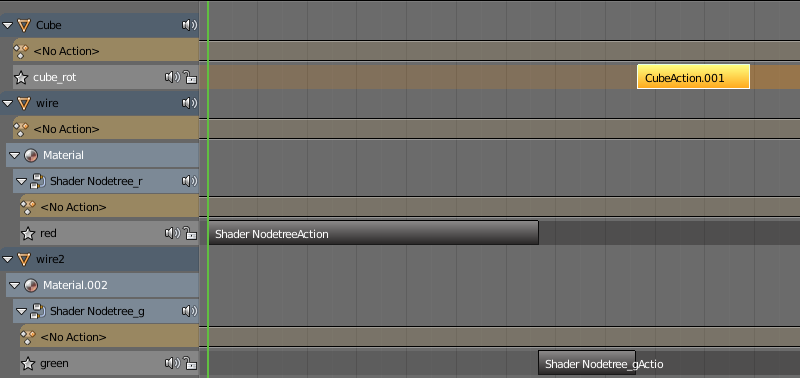 Cube
<No Action>
cube_rot
CubeAction.001
wire
<No Action>
Material
Shader Nodetree_r
<No Action>
red
Shader NodetreeAction
wire2
Material.002
Shader Nodetree_g
<No Action>
green
Shader Nodetree_gActio